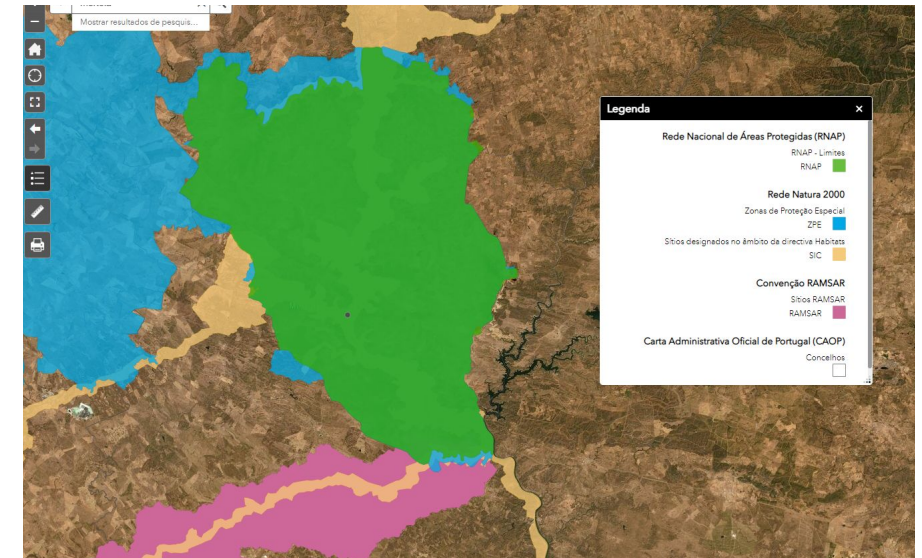 Mostrar resultados de pesquis...
Legenda
Rede Nacional de Áreas Protegidas (RNAP)
RNAP - Limites
RNAP
Rede Natura 2000
Zonas de Proteção Especial
ZPE
Sítios designados no âmbito da directiva Habitats
SIC
Convenção RAMSAR
Sítios RAMSAR
RAMSAR
Carta Administrativa Oficial de Portugal (CAOP)
Concelhos